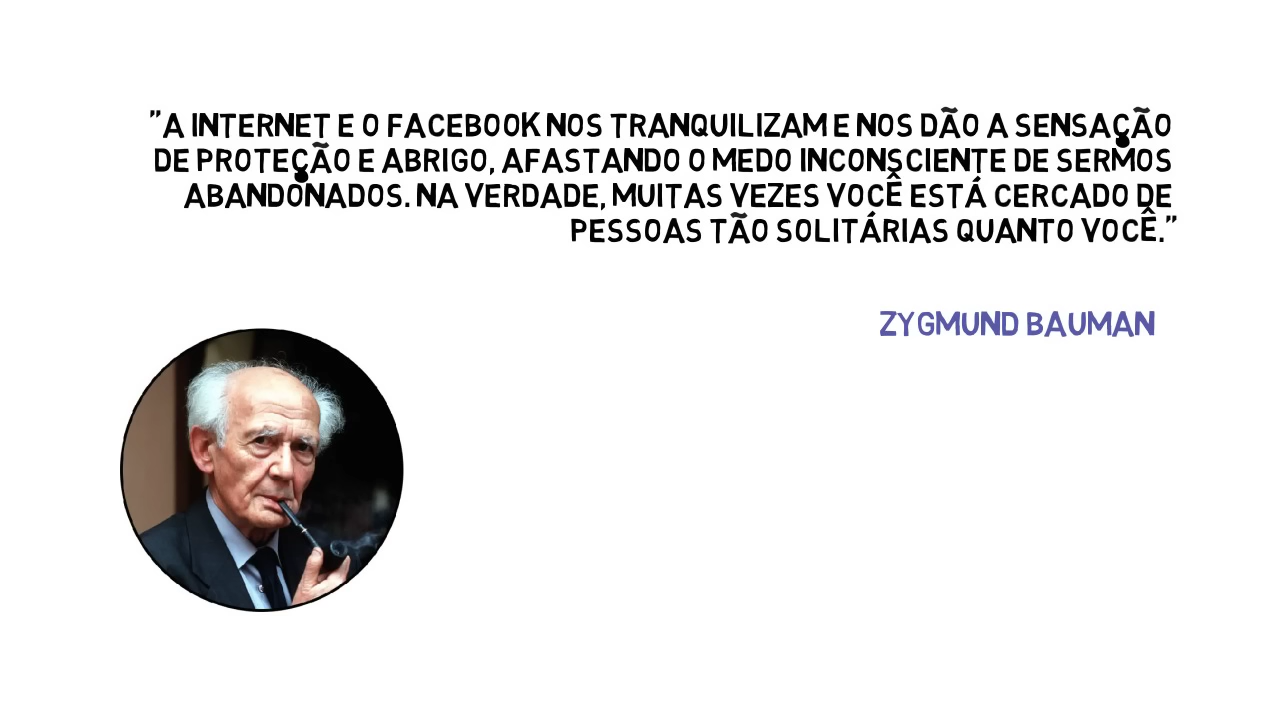 "A INTERNET E O FACEBOOK NOS TRANQUILIZAM E NOS DÃO A SENSAÇÃO
DE PROTEÇÃO E ABRIGO, AFASTANDO O MEDO INCONSCIENTE DE SERMOS
ABANDONADOS. NA VERDADE, MUITAS VEZES VOCÊ ESTÁ CERCADO DE
PESSOAS TÃO SOLITÁRIAS QUANTO VOCÊ."
ZYGMUND BAUMAN